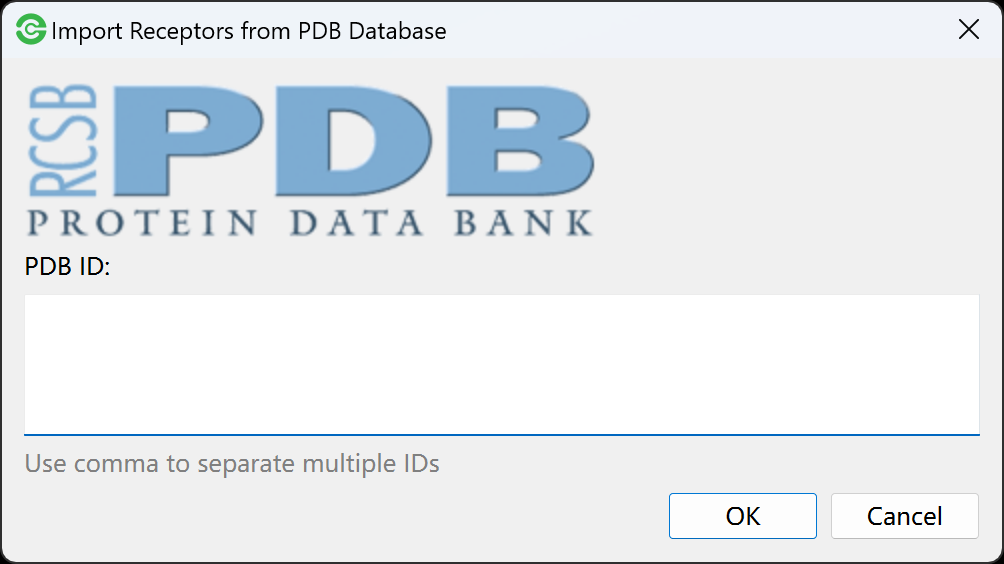 Import Receptors from PDB Database
RCSB
PDB
PROTEIN DATA BANK
PDB ID:
Use comma to separate multiple IDs
OK
Cancel